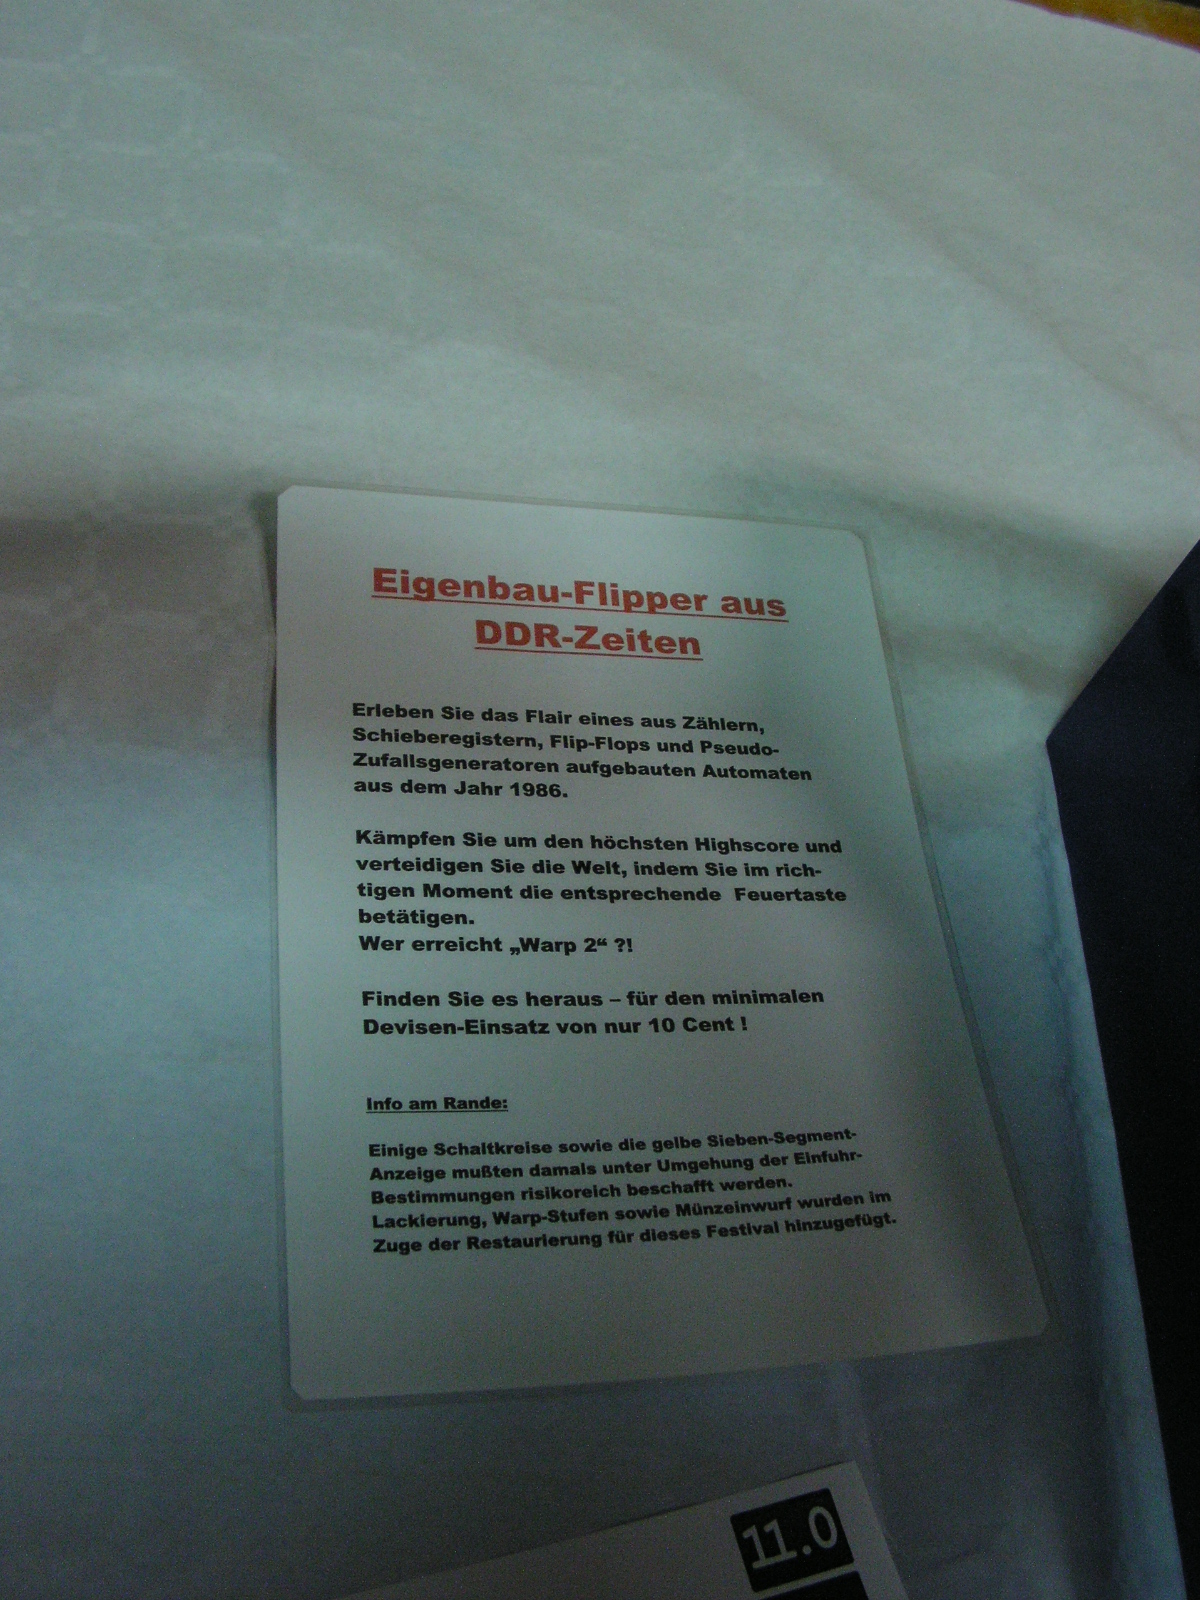 Eigenbau-Flipper aus
DDR-Zeiten
Erleben Sie das Flair eines aus Zählern,
Schieberegistern, Flip-Flops und Pseudo-
Zufallsgeneratoren aufgebauten Automaten
aus dem Jahr 1986.
Kämpfen Sie um den höchsten Highscore und
verteidigen Sie die Welt, indem Sie im rich-
tigen Moment die entsprechende Feuertaste
betätigen.
Wer erreicht „Warp 2“ ?!
Finden Sie es heraus – für den minimalen
Devisen-Einsatz von nur 10 Cent !
Info am Rande:
Einige Schaltkreise sowie die gelbe Sieben-Segment-
Anzeige mußten damals unter Umgehung der Einfuhr-
Bestimmungen risikoreich beschafft werden.
Lackierung, Warp-Stufen sowie Münzeinwurf wurden im
Zuge der Restaurierung für dieses Festival hinzugefügt.
11.0